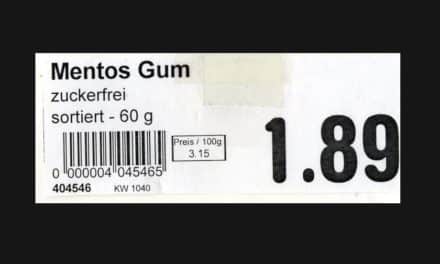 Mentos Gum
zuckerfrei
sortiert - 60 g
Preis / 100g
3.15
1.89
0 000004 045465
404546 KW 1040